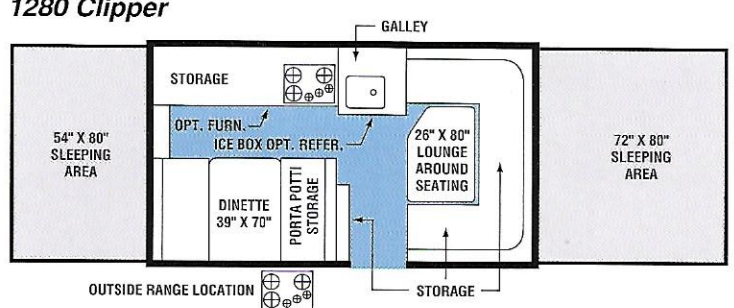 1280 Clipper
GALLEY
STORAGE
OPT. FURN.
ICE BOX OPT. REFER.
54" X 80"
SLEEPING
AREA
26" X 80"
LOUNGE
AROUND
SEATING
72" X 80"
SLEEPING
AREA
DINETTE
39" X 70"
PORTA POTTI
STORAGE
OUTSIDE RANGE LOCATION
STORAGE